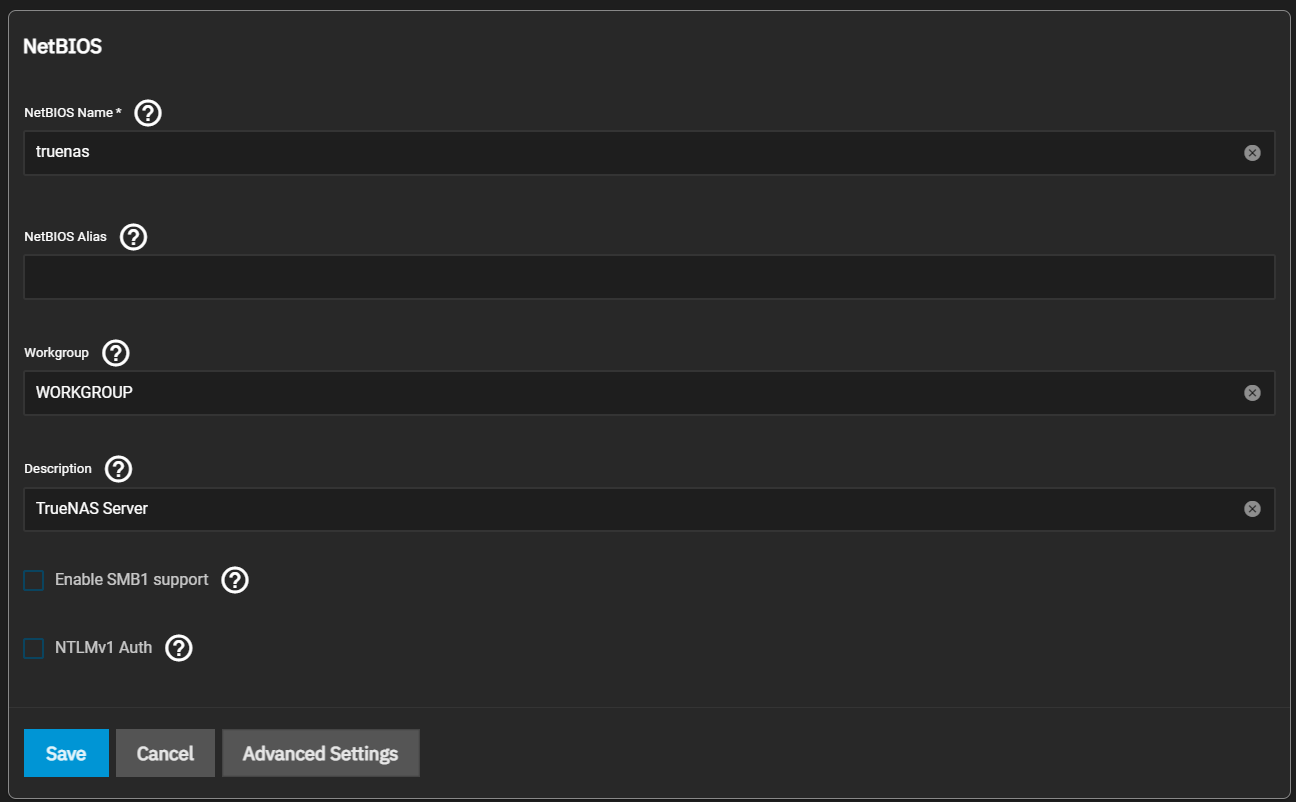 NetBIOS
NetBIOS Name *
truenas
NetBIOS Alias
Workgroup
WORKGROUP
Description
TrueNAS Server
Enable SMB1 support
NTLMv1 Auth
Save Cancel Advanced Settings